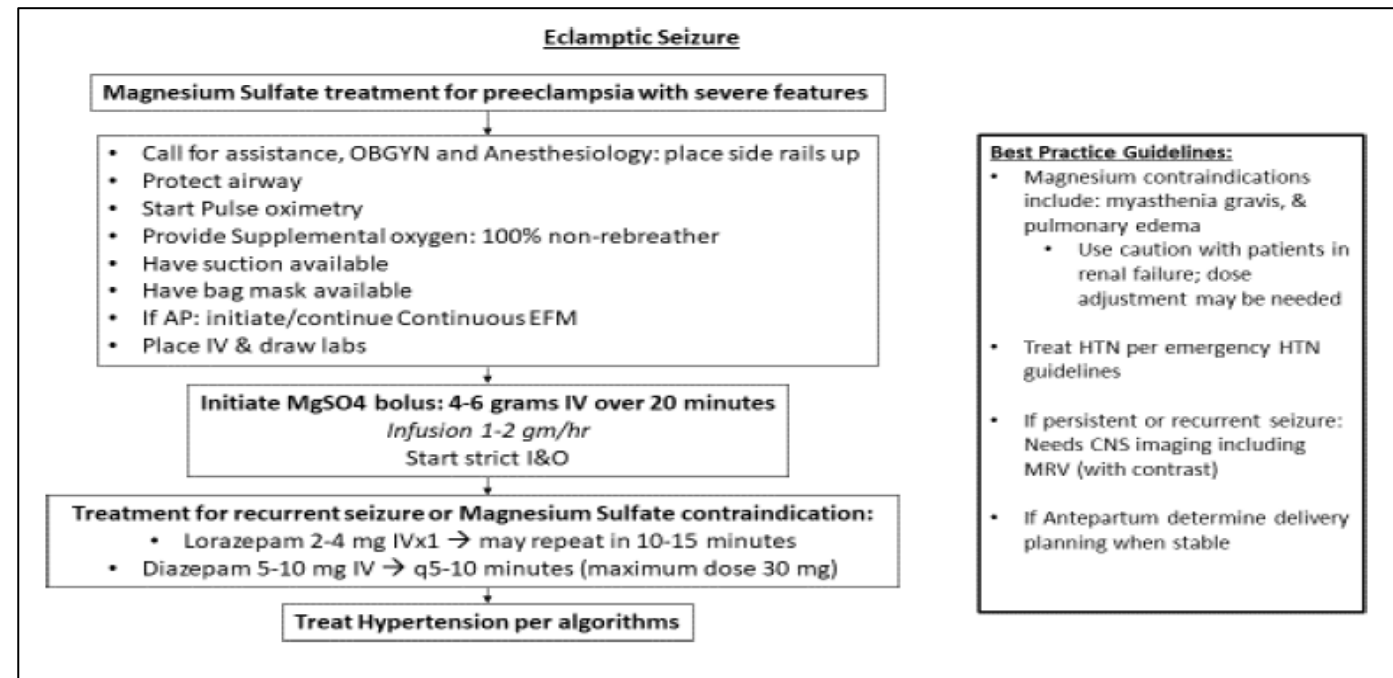 Eclamptic Seizure
Magnesium Sulfate treatment for preeclampsia with severe features
• Call for assistance, OBGYN and Anesthesiology: place side rails up
• Protect airway
• Start Pulse oximetry
• Provide Supplemental oxygen: 100% non-rebreather
• Have suction available
• Have bag mask available
• If AP: initiate/continue Continuous EFM
• Place IV & draw labs
Initiate MgSO4 bolus: 4-6 grams IV over 20 minutes
Infusion 1-2 gm/hr
Start strict I&O
Treatment for recurrent seizure or Magnesium Sulfate contraindication:
• Lorazepam 2-4 mg IVx1 → may repeat in 10-15 minutes
• Diazepam 5-10 mg IV → q5-10 minutes (maximum dose 30 mg)
Treat Hypertension per algorithms
Best Practice Guidelines:
• Magnesium contraindications
include: myasthenia gravis, &
pulmonary edema
• Use caution with patients in
renal failure; dose
adjustment may be needed
• Treat HTN per emergency HTN
guidelines
• If persistent or recurrent seizure:
Needs CNS imaging including
MRV (with contrast)
• If Antepartum determine delivery
planning when stable